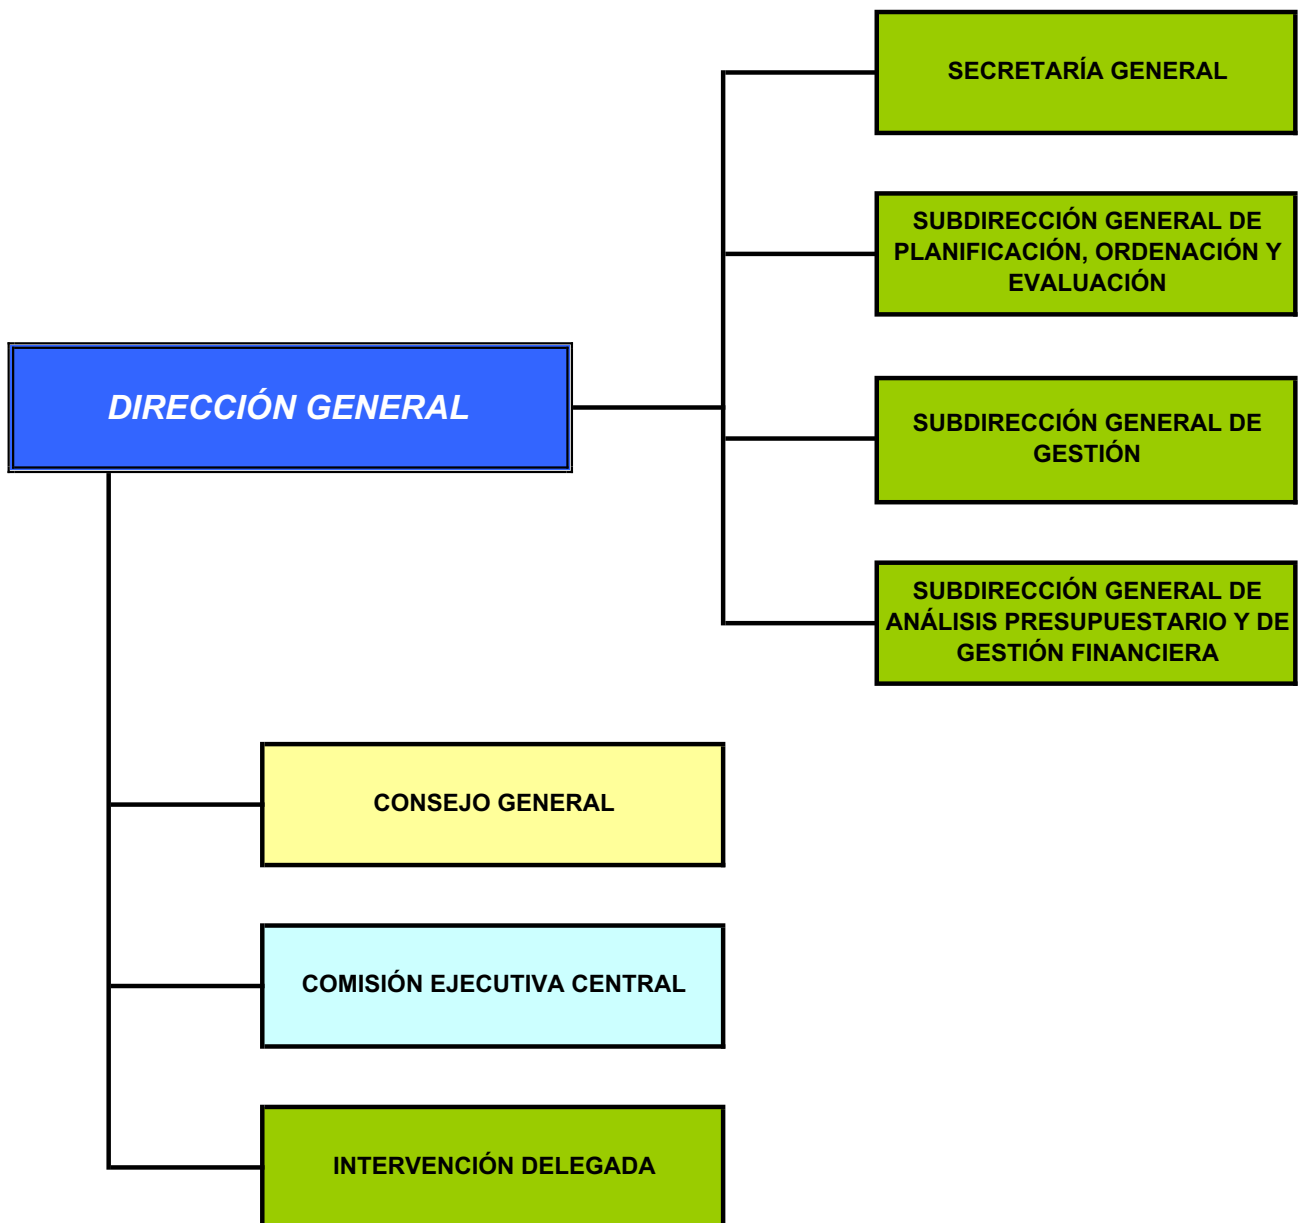 SECRETARÍA GENERAL
SUBDIRECCIÓN GENERAL DE
PLANIFICACIÓN, ORDENACIÓN Y
EVALUACIÓN
DIRECCIÓN GENERAL
SUBDIRECCIÓN GENERAL DE
GESTIÓN
SUBDIRECCIÓN GENERAL DE
ANÁLISIS PRESUPUESTARIO Y DE
GESTIÓN FINANCIERA
CONSEJO GENERAL
COMISIÓN EJECUTIVA CENTRAL
INTERVENCIÓN DELEGADA